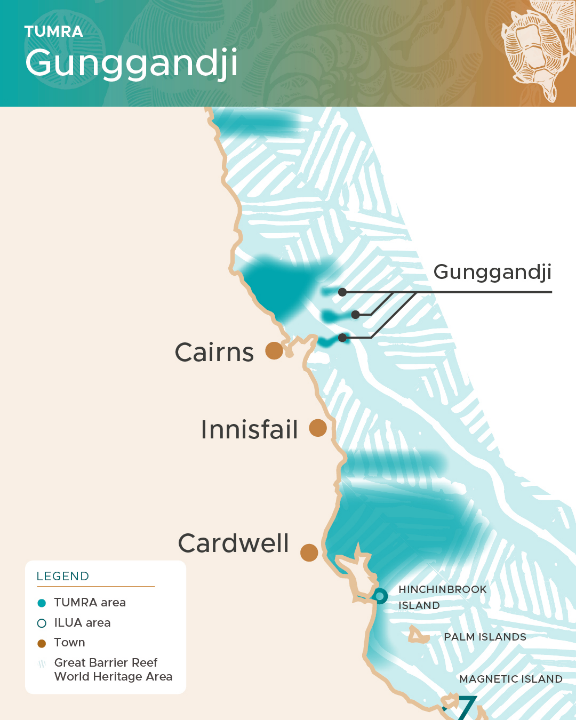 TUMRA
Gunggandji
Gunggandji
Cairns
Innisfail
Cardwell
HINCHINBROOK
ISLAND
PALM ISLANDS
MAGNETIC ISLAND
LEGEND
TUMRA area
ILUA area
Town
Great Barrier Reef
World Heritage Area